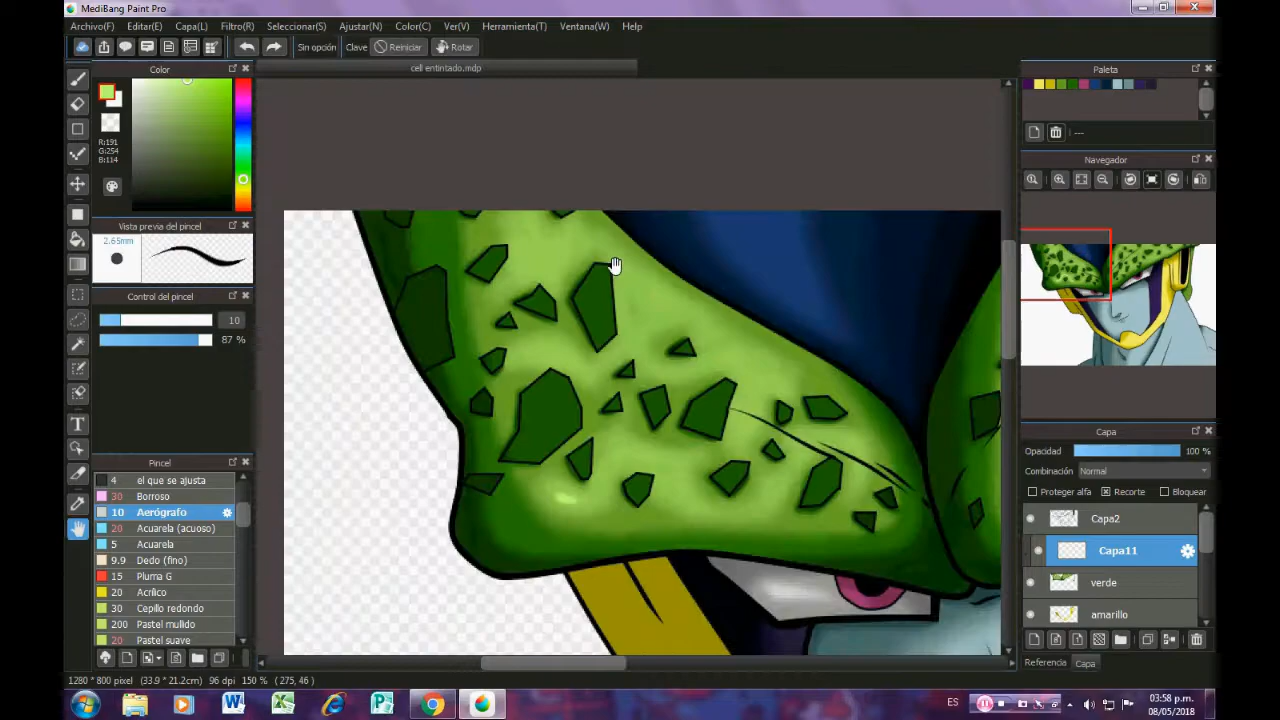 MediBang Paint Pro
Archivo(F) Editar(E) Capa(L) Filtro(R) Seleccionar(S) Ajustar(N) Color(C) Ver(V) Herramienta(T) Ventana(W) Help
Sin opción Clave Reiniciar Rotar
Color
cell entintado.mdp
Paleta
R:191
G:254
B:114
---
Navegador
Vista previa del pincel
2.65mm
Control del pincel
10
87 %
Capa
Opacidad 100 %
Combinación Normal
Proteger alfa Recorte Bloquear
Capa2
Capa11
verde
amarillo
Pincel
4 el que se ajusta
30 Borroso
10 Aerógrafo
20 Acuarela (acuoso)
5 Acuarela
9.9 Dedo (fino)
15 Pluma G
20 Acrílco
30 Cepillo redondo
200 Pastel mullido
20 Pastel suave
Referencia Capa
1280 * 800 pixel (33.9 * 21.2cm) 96 dpi 150 % ( 275, 46 )
ES
03:58 p.m.
08/05/2018